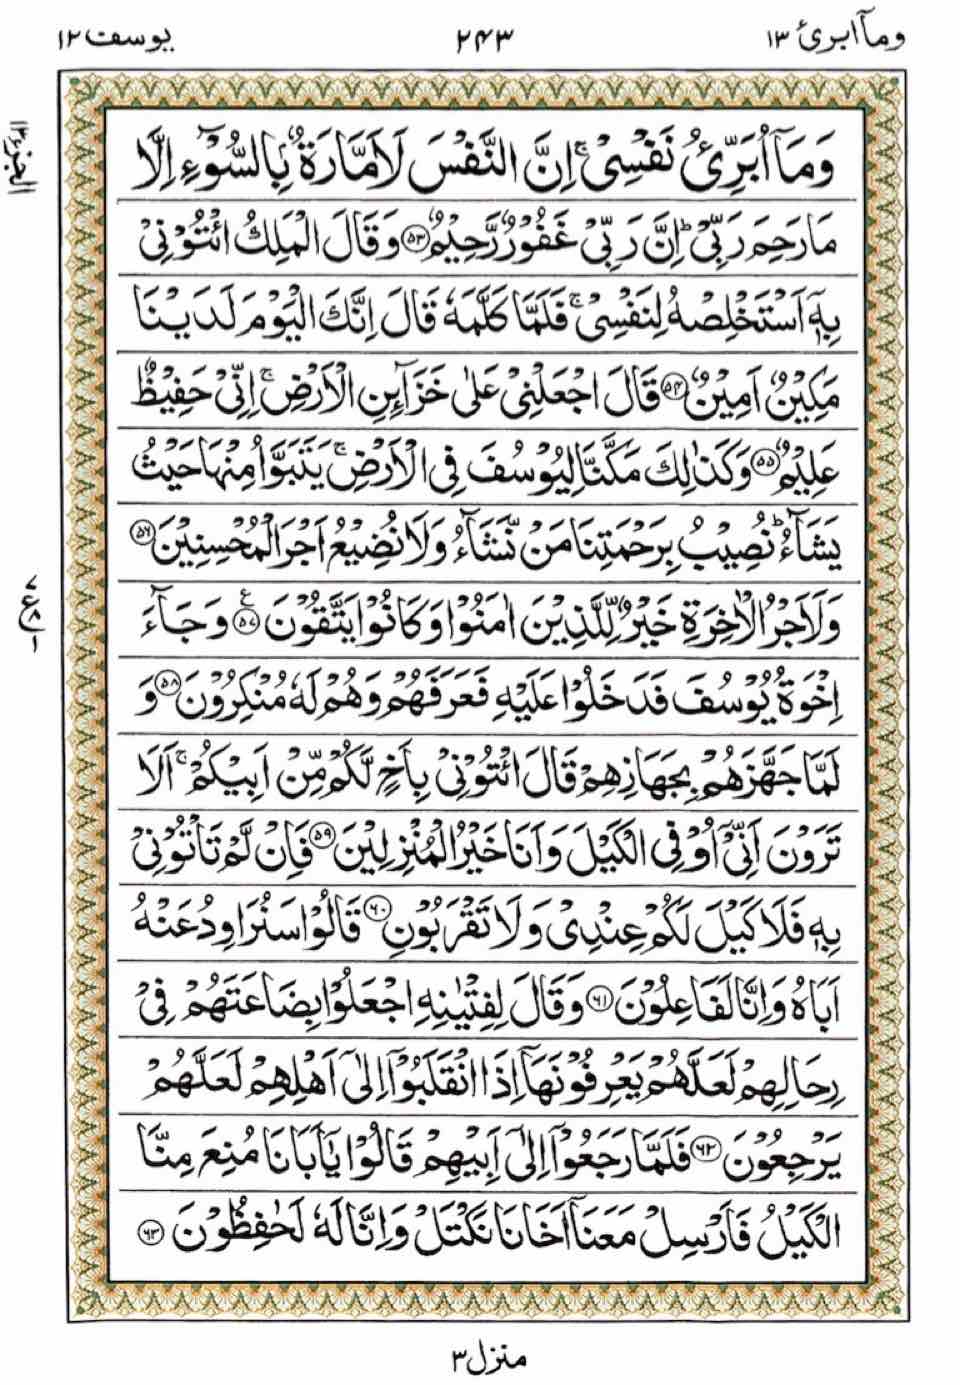 ومآابرئ ١٣
٢٤٣
يوسف ١٢
الجزء ١٣
وَمَآ اُبَرِّئُ نَفْسِىْ ۚ اِنَّ النَّفْسَ لَاَمَّارَةٌۢ بِالسُّوْٓءِ اِلَّا
مَا رَحِمَ رَبِّىْ ؕ اِنَّ رَبِّىْ غَفُوْرٌ رَّحِيْمٌ ۝۵۳ وَقَالَ الْمَلِكُ ائْتُوْنِىْ
بِهٖۤ اَسْتَخْلِصْهُ لِنَفْسِىْ ۚ فَلَمَّا كَلَّمَهٗ قَالَ اِنَّكَ الْيَوْمَ لَدَيْنَا
مَكِيْنٌ اَمِيْنٌ ۝۵۴ قَالَ اجْعَلْنِىْ عَلٰى خَزَآئِنِ الْاَرْضِ ۚ اِنِّىْ حَفِيْظٌ
عَلِيْمٌ ۝۵۵ وَكَذٰلِكَ مَكَّنَّا لِيُوْسُفَ فِى الْاَرْضِ ۚ يَتَبَوَّاُ مِنْهَا حَيْثُ
يَشَآءُ ؕ نُصِيْبُ بِرَحْمَتِنَا مَنْ نَّشَآءُ وَلَا نُضِيْعُ اَجْرَ الْمُحْسِنِيْنَ ۝۵۶
وَلَاَجْرُ الْاٰخِرَةِ خَيْرٌ لِّلَّذِيْنَ اٰمَنُوْا وَكَانُوْا يَتَّقُوْنَ ۝۵۷ ع وَجَآءَ
٧ ع ٨ ١
اِخْوَةُ يُوْسُفَ فَدَخَلُوْا عَلَيْهِ فَعَرَفَهُمْ وَهُمْ لَهٗ مُنْكِرُوْنَ ۝۵۸ وَ
لَمَّا جَهَّزَهُمْ بِجَهَازِهِمْ قَالَ ائْتُوْنِىْ بِاَخٍ لَّكُمْ مِّنْ اَبِيْكُمْ ۚ اَلَا
تَرَوْنَ اَنِّىْۤ اُوْفِى الْكَيْلَ وَاَنَا خَيْرُ الْمُنْزِلِيْنَ ۝۵۹ فَاِنْ لَّمْ تَاْتُوْنِىْ
بِهٖ فَلَا كَيْلَ لَكُمْ عِنْدِىْ وَلَا تَقْرَبُوْنِ ۝۶۰ قَالُوْا سَنُرَاوِدُ عَنْهُ
اَبَاهُ وَاِنَّا لَفَاعِلُوْنَ ۝۶۱ وَقَالَ لِفِتْيٰنِهِ اجْعَلُوْا بِضَاعَتَهُمْ فِىْ
رِحَالِهِمْ لَعَلَّهُمْ يَعْرِفُوْنَهَاۤ اِذَا انْقَلَبُوْۤا اِلٰٓى اَهْلِهِمْ لَعَلَّهُمْ
يَرْجِعُوْنَ ۝۶۲ فَلَمَّا رَجَعُوْۤا اِلٰٓى اَبِيْهِمْ قَالُوْا يٰۤاَبَانَا مُنِعَ مِنَّا
الْكَيْلُ فَاَرْسِلْ مَعَنَاۤ اَخَانَا نَكْتَلْ وَاِنَّا لَهٗ لَحٰفِظُوْنَ ۝۶۳
منزل ٣